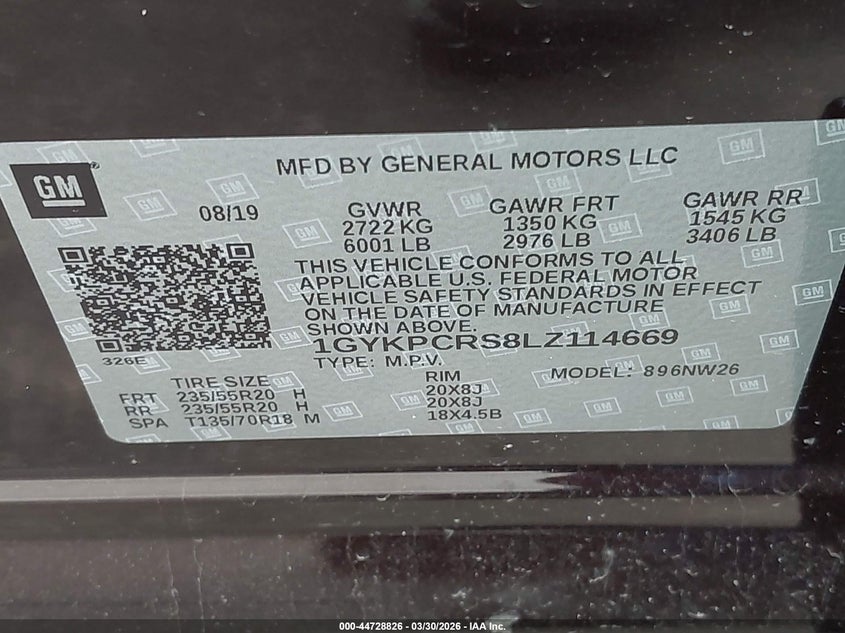 GM
MFD BY GENERAL MOTORS LLC
08/19
GVWR
2722 KG
6001 LB
GAWR FRT
1350 KG
2976 LB
GAWR RR
1545 KG
3406 LB
THIS VEHICLE CONFORMS TO ALL
APPLICABLE U.S. FEDERAL MOTOR
VEHICLE SAFETY STANDARDS IN EFFECT
ON THE DATE OF MANUFACTURE
SHOWN ABOVE.
1GYKPCRS8LZ114669
326E
TYPE: M.P.V.
MODEL: 896NW26
TIRE SIZE RIM
FRT 235/55R20 H 20X8J
RR 235/55R20 H 20X8J
SPA T135/70R18 M 18X4.5B
000-44728826 - 03/30/2026 - IAA Inc.